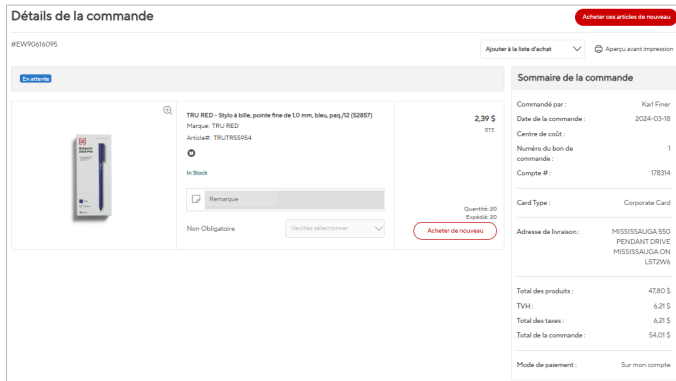 Détails de la commande
Acheter ces articles de nouveau
#EW90616095
Ajouter à la liste d'achat
Aperçu avant impression
En attente
TRU RED - Stylo à bille, pointe fine de 1,0 mm, bleu, paq./12 (52857)
Marque: TRU RED
Article#: TRUTR55954
In Stock
Remarque
Non Obligatoire
Veuillez sélectionner
2,39 $
BTE
Quantité: 20
Expédié: 20
Acheter de nouveau
Sommaire de la commande
Commandé par : Karl Finer
Date de la commande : 2024-03-18
Centre de coût :
Numéro du bon de 1
commande :
Compte # : 178314
Card Type : Corporate Card
Adresse de livraison : MISSISSAUGA 550
PENDANT DRIVE
MISSISSAUGA ON
L5T2W6
Total des produits : 47,80 $
TVH : 6,21 $
Total des taxes : 6,21 $
Total de la commande : 54,01 $
Mode de paiement : Sur mon compte